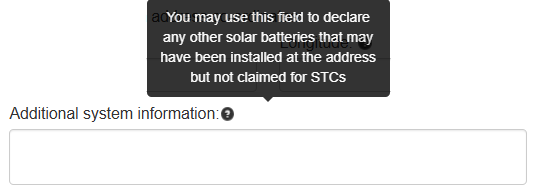 You may use this field to declare
any other solar batteries that may
have been installed at the address
but not claimed for STCs
Longitude:
Additional system information: